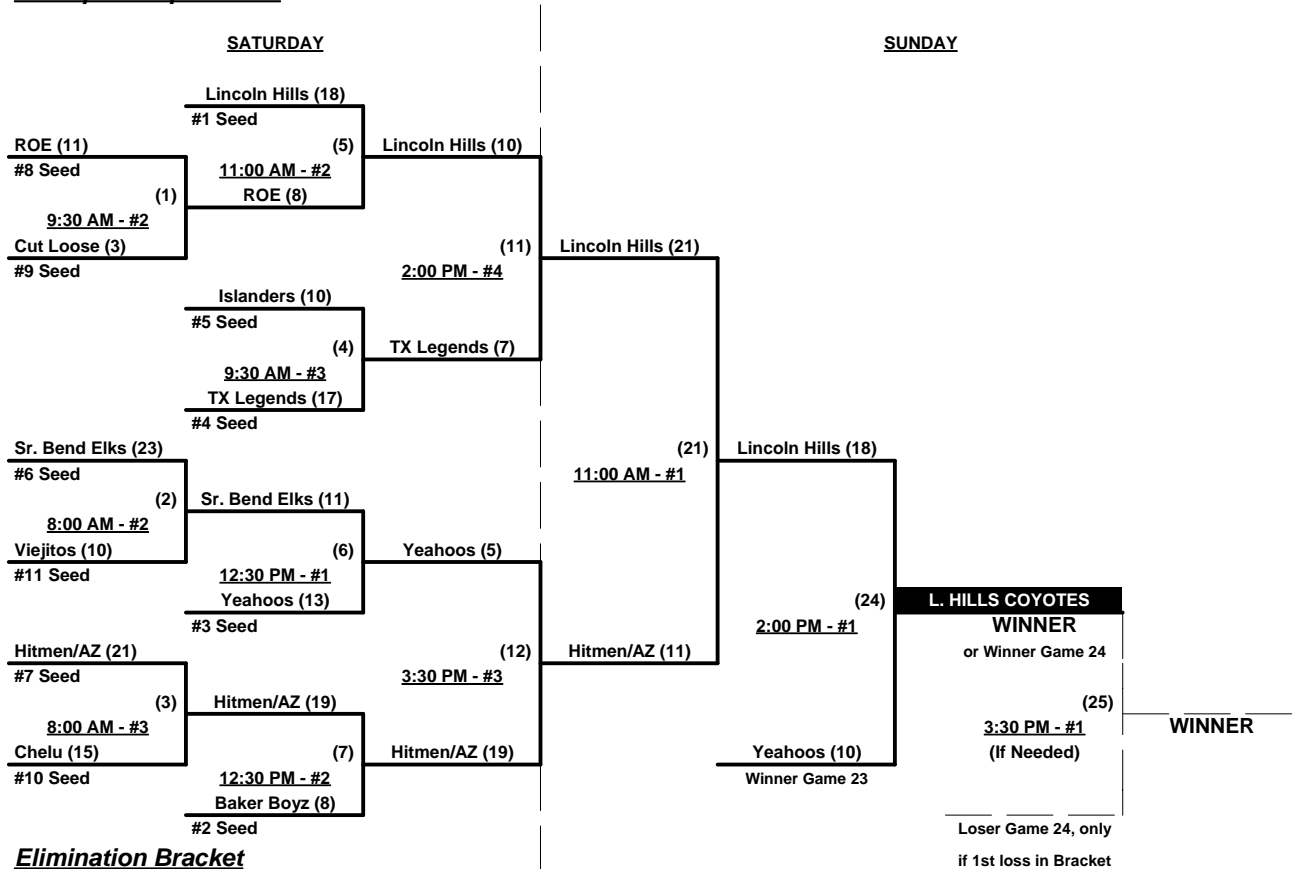 SATURDAY
SUNDAY
Lincoln Hills (18)
#1 Seed
ROE (11)
(5)
Lincoln Hills (10)
#8 Seed
11:00 AM - #2
(1)
ROE (8)
9:30 AM - #2
Cut Loose (3)
(11)
Lincoln Hills (21)
#9 Seed
2:00 PM - #4
Islanders (10)
#5 Seed
(4)
TX Legends (7)
9:30 AM - #3
TX Legends (17)
#4 Seed
Sr. Bend Elks (23)
(21)
Lincoln Hills (18)
#6 Seed
11:00 AM - #1
(2)
Sr. Bend Elks (11)
8:00 AM - #2
Viejitos (10)
(6)
Yeahoos (5)
#11 Seed
12:30 PM - #1
Yeahoos (13)
(24)
L. HILLS COYOTES
#3 Seed
2:00 PM - #1
WINNER
Hitmen/AZ (21)
(12)
Hitmen/AZ (11)
or Winner Game 24
#7 Seed
3:30 PM - #3
(3)
Hitmen/AZ (19)
(25)
8:00 AM - #3
3:30 PM - #1
WINNER
Chelu (15)
(7)
Hitmen/AZ (19)
Yeahoos (10)
(If Needed)
#10 Seed
12:30 PM - #2
Winner Game 23
Baker Boyz (8)
#2 Seed
Loser Game 24, only
Elimination Bracket
if 1st loss in Bracket